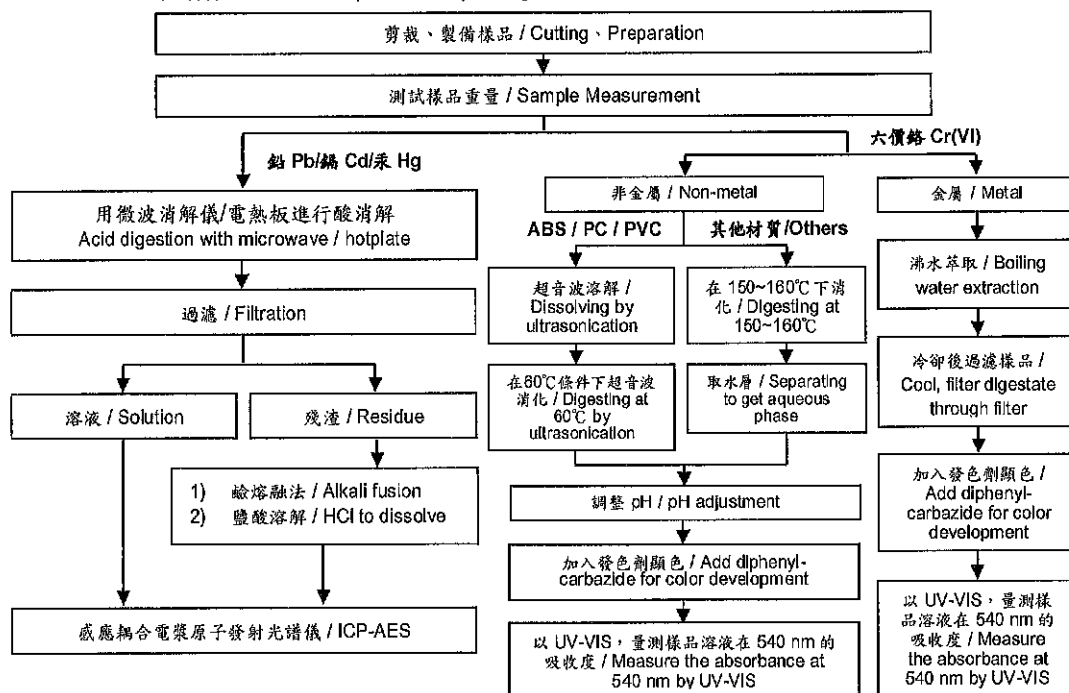 剪裁、製備樣品 / Cutting、Preparation
測試樣品重量 / Sample Measurement
鉛 Pb/鎘 Cd/汞 Hg
六價鉻 Cr(VI)
用微波消解儀/電熱板進行酸消解
Acid digestion with microwave / hotplate
過濾 / Filtration
溶液 / Solution
殘渣 / Residue
1) 鹼熔融法 / Alkali fusion
2) 鹽酸溶解 / HCl to dissolve
感應耦合電漿原子發射光譜儀 / ICP-AES
非金屬 / Non-metal
ABS / PC / PVC
其他材質/Others
超音波溶解 /
Dissolving by
ultrasonication
在 150~160℃下消
化 / Digesting at
150~160℃
在60℃條件下超音波
消化 / Digesting at
60℃ by
ultrasonication
取水層 / Separating
to get aqueous
phase
調整 pH / pH adjustment
加入發色劑顯色 / Add diphenyl-
carbazide for color development
以 UV-VIS，量測樣品溶液在 540 nm 的
吸收度 / Measure the absorbance at
540 nm by UV-VIS
金屬 / Metal
沸水萃取 / Boiling
water extraction
冷卻後過濾樣品 /
Cool, filter digestate
through filter
加入發色劑顯色 /
Add diphenyl-
carbazide for color
development
以 UV-VIS，量測樣
品溶液在 540 nm 的
吸收度 / Measure
the absorbance at
540 nm by UV-VIS